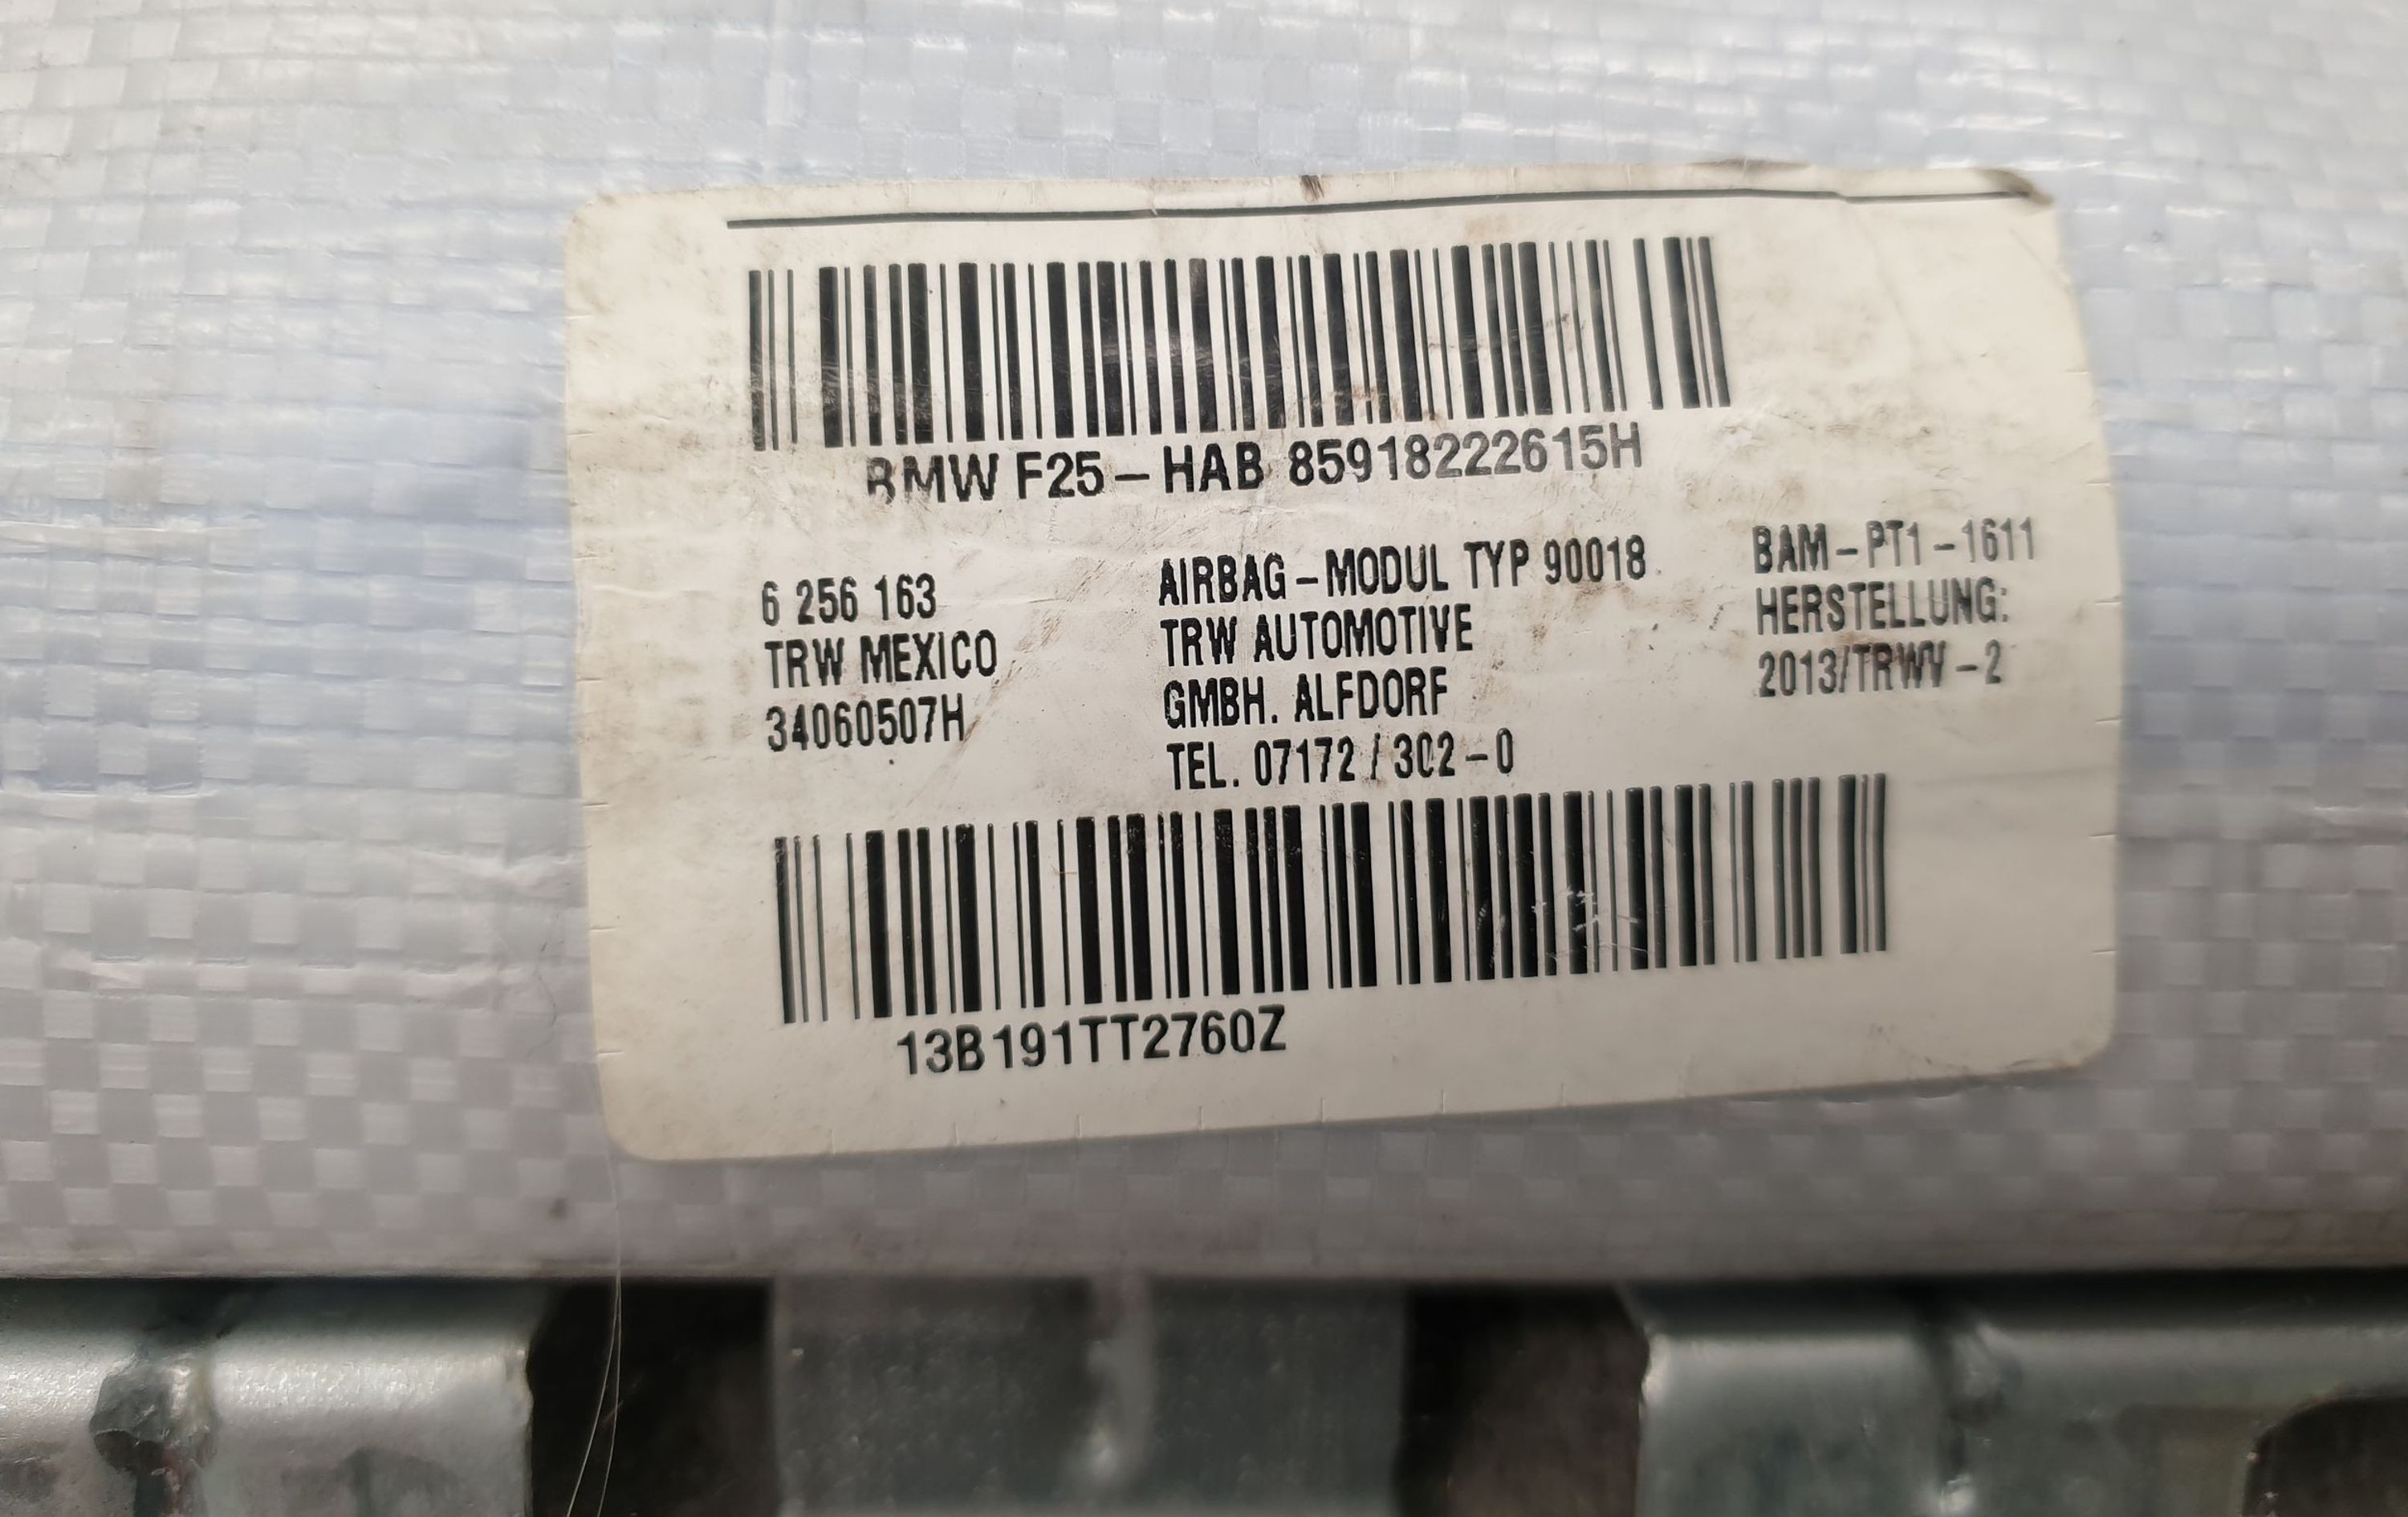 BMW F25-HAB 85918222615H
6 256 163
TRW MEXICO
34060507H
AIRBAG-MODUL TYP 90018
TRW AUTOMOTIVE
GMBH. ALFDORF
TEL. 07172/302-0
BAM-PT1-1611
HERSTELLUNG:
2013/TRWV-2
13B191TT2760Z